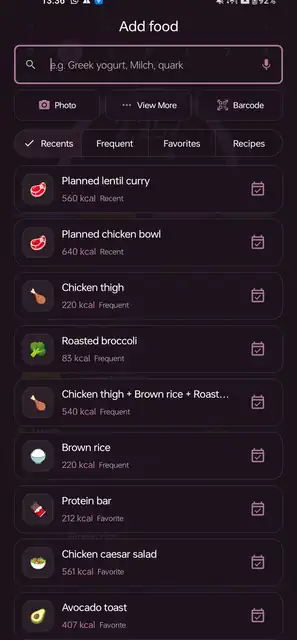 13:36
92%
Add food
e.g. Greek yogurt, Milch, quark
Photo
View More
Barcode
Recents
Frequent
Favorites
Recipes
Planned lentil curry
560 kcal Recent
Planned chicken bowl
640 kcal Recent
Chicken thigh
220 kcal Frequent
Roasted broccoli
83 kcal Frequent
Chicken thigh + Brown rice + Roast...
540 kcal Frequent
Brown rice
220 kcal Frequent
Protein bar
212 kcal Favorite
Chicken caesar salad
561 kcal Favorite
Avocado toast
407 kcal Favorite